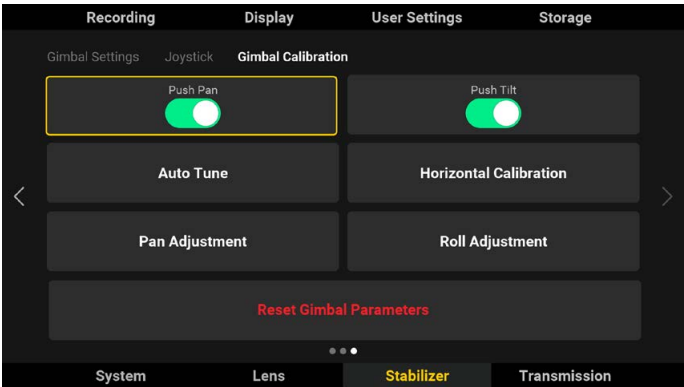 Recording Display User Settings Storage
Gimbal Settings Joystick Gimbal Calibration
Push Pan Push Tilt
Auto Tune Horizontal Calibration
Pan Adjustment Roll Adjustment
Reset Gimbal Parameters
System Lens Stabilizer Transmission